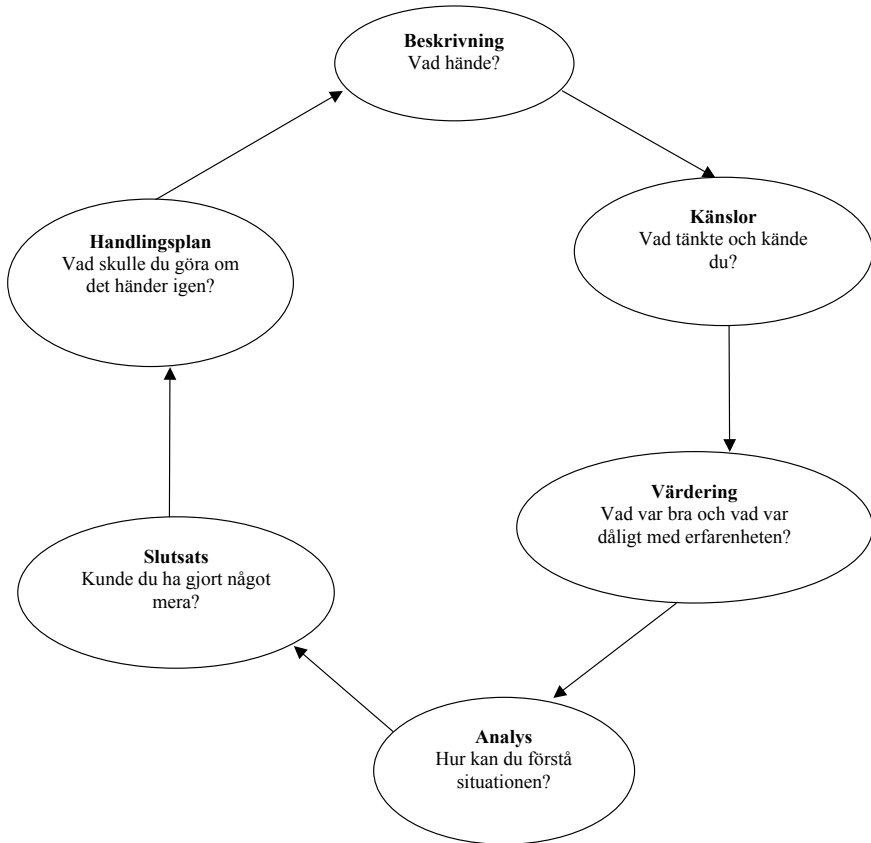 Beskrivning
Vad hände?
Känslor
Vad tänkte och kände
du?
Värdering
Vad var bra och vad var
dåligt med erfarenheten?
Analys
Hur kan du förstå
situationen?
Slutsats
Kunde du ha gjort något
mera?
Handlingsplan
Vad skulle du göra om
det händer igen?